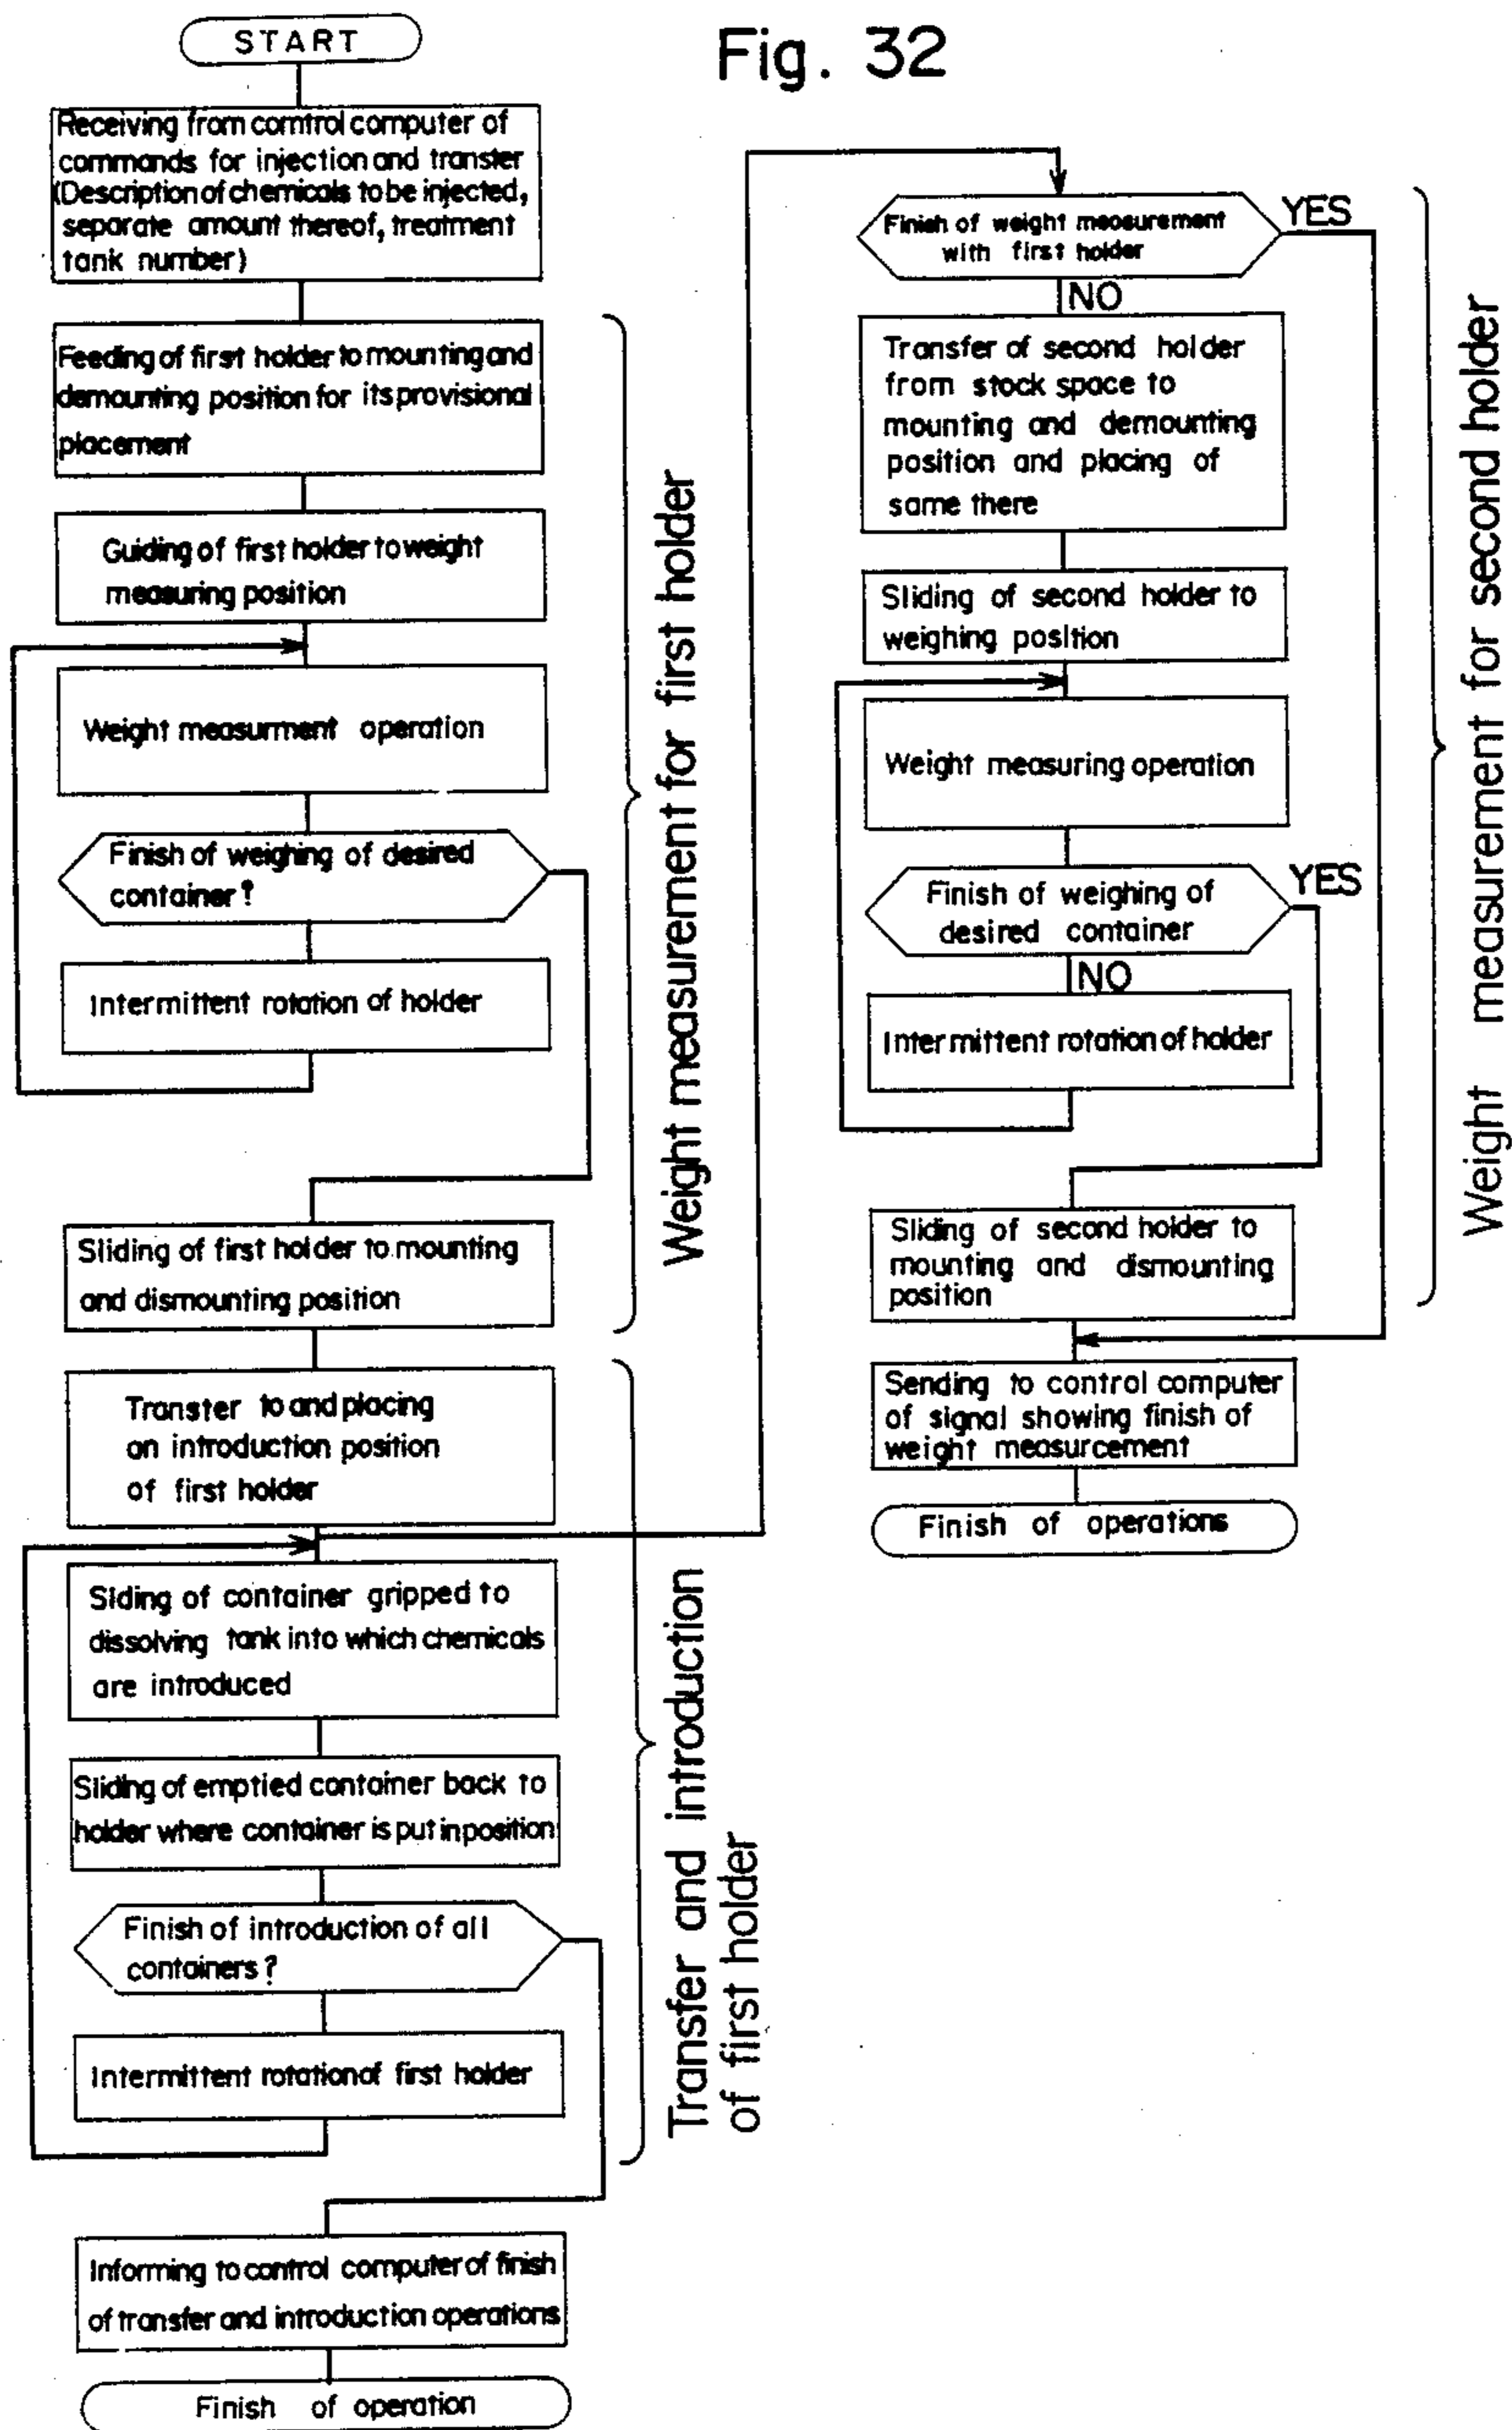 Fig. 32
START
Receiving from comtrol computer of
commands for injection and transter
(Description of chemicals to be injected,
separate amount thereof, treatment
tank number)
Feeding of first holder to mounting and
demounting position for its provisional
placement
Guiding of first holder to weight
measuring position
Weight measurment operation
Finish of weighing of desired
container?
Intermittent rotation of holder
Sliding of first holder to mounting
and dismounting position
Weight measurement for first holder
Transter to and placing
on introduction position
of first holder
Slding of container gripped to
dissolving tank into which chemicals
are introduced
Sliding of emptied container back to
holder where container is put in position
Finish of introduction of all
containers?
Intermittent rotation of first holder
Transfer and introduction
of first holder
Informing to control computer of finish
of transfer and introduction operations
Finish of operation
Finish of weight measurement
with first holder
YES
NO
Transfer of second holder
from stock space to
mounting and demounting
position and placing of
same there
Sliding of second holder to
weighing position
Weight measuring operation
Finish of weighing of
desired container
YES
NO
Intermittent rotation of holder
Sliding of second holder to
mounting and dismounting
position
Weight measurement for second holder
Sending to control computer
of signal showing finish of
weight measurcement
Finish of operations